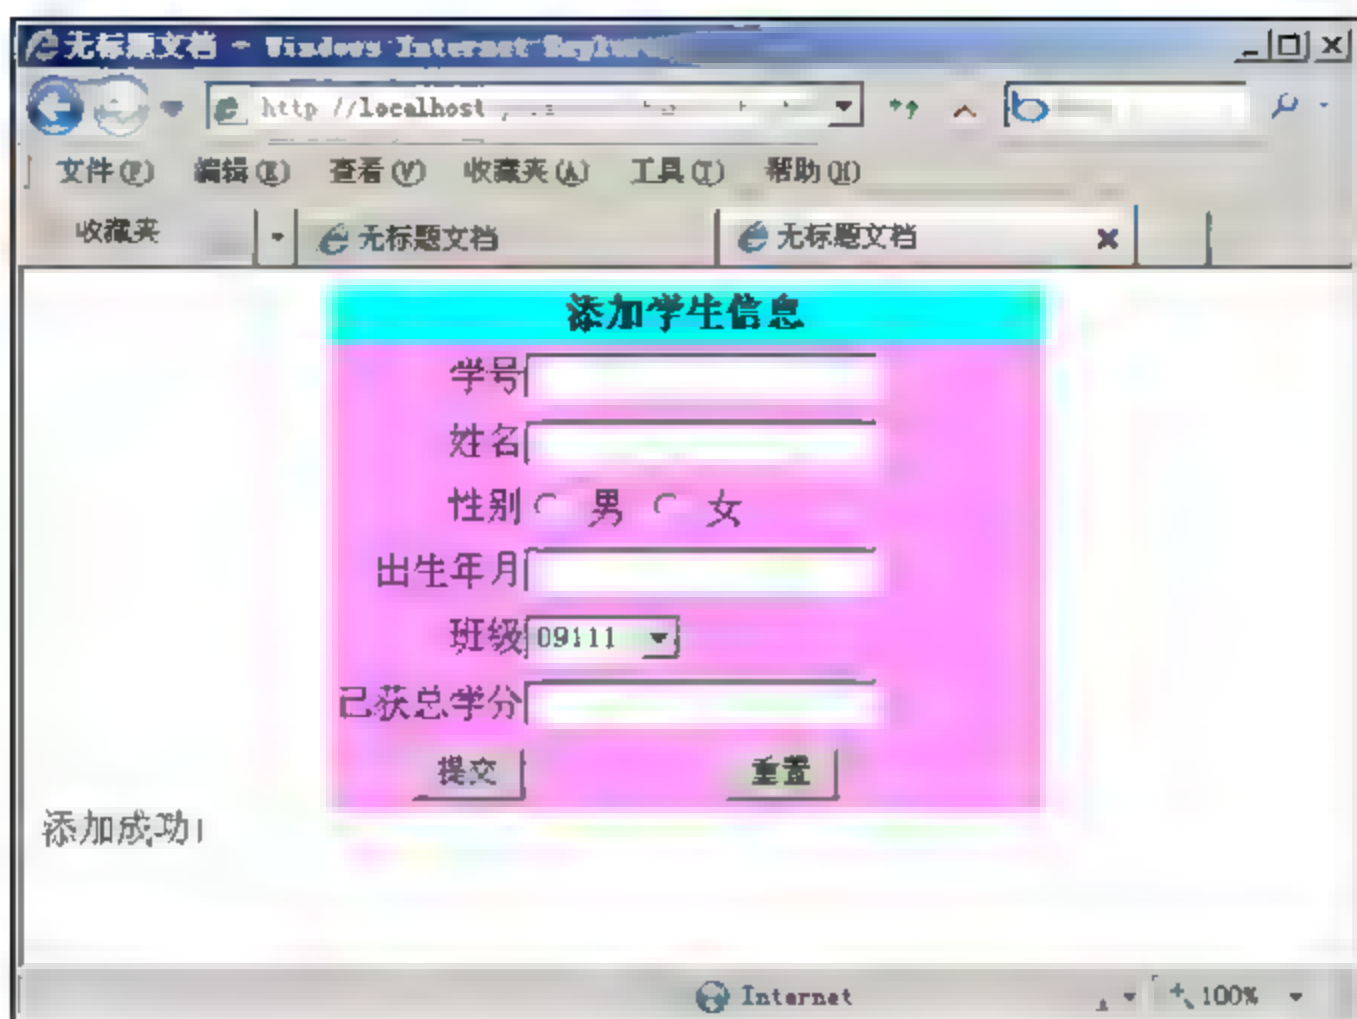 无标题文档 - Windows Internet
http //localhost
文件(F) 编辑(E) 查看(V) 收藏夹(A) 工具(T) 帮助(H)
收藏夹 无标题文档 无标题文档
添加学生信息
学号
姓名
性别 男 女
出生年月
班级 09111
已获总学分
提交 重置
添加成功!
Internet 100%